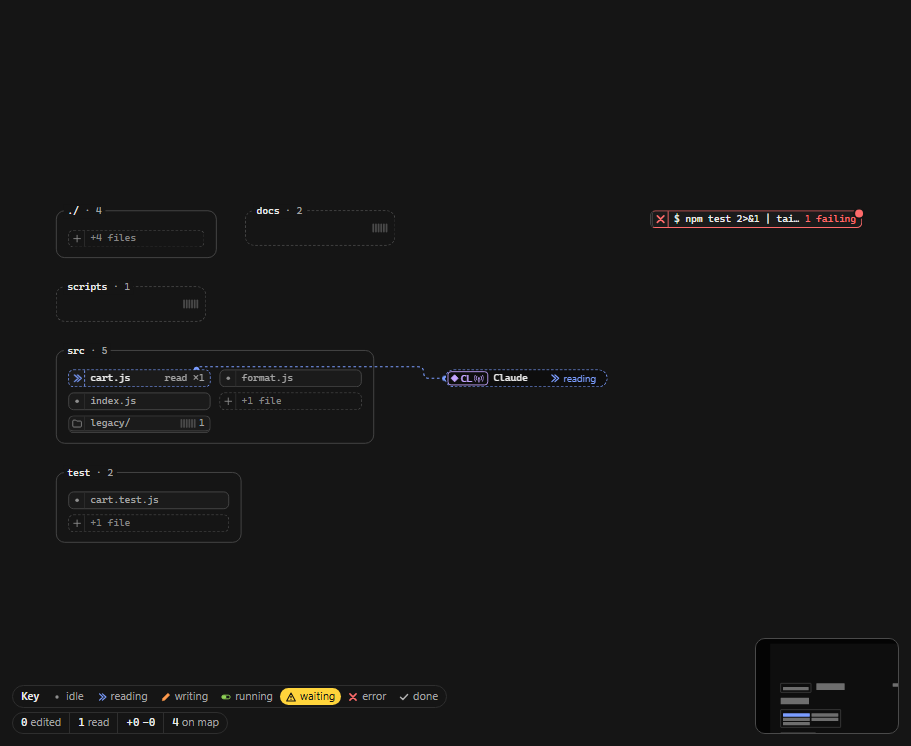 ./ · 4
+4 files
docs · 2
$ npm test 2>&1 | tai… 1 failing
scripts · 1
src · 5
cart.js read ×1
format.js
CL Claude reading
index.js
+1 file
legacy/ 1
test · 2
cart.test.js
+1 file
Key idle reading writing running waiting error done
0 edited 1 read +0 −0 4 on map